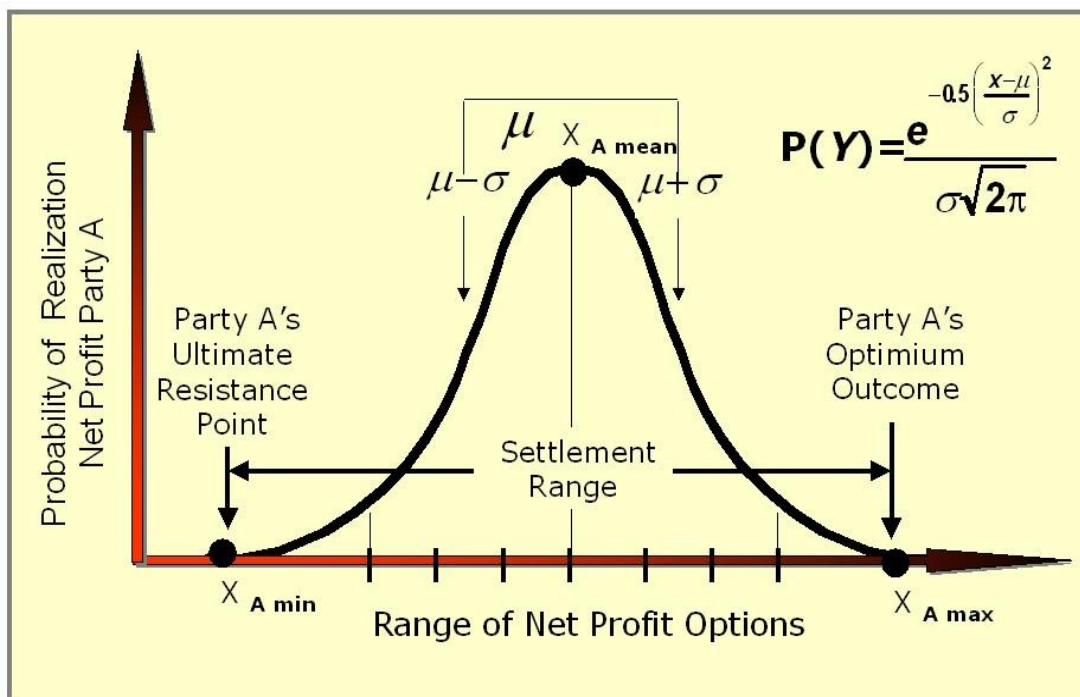 Probability of Realization
Net Profit Party A
μ
X A mean
μ−σ
μ+σ
P(Y)=e^{-0.5((x−μ)/σ)^2}/(σ√2π)
Party A's
Ultimate
Resistance
Point
Party A's
Optimium
Outcome
Settlement
Range
X A min
X A max
Range of Net Profit Options